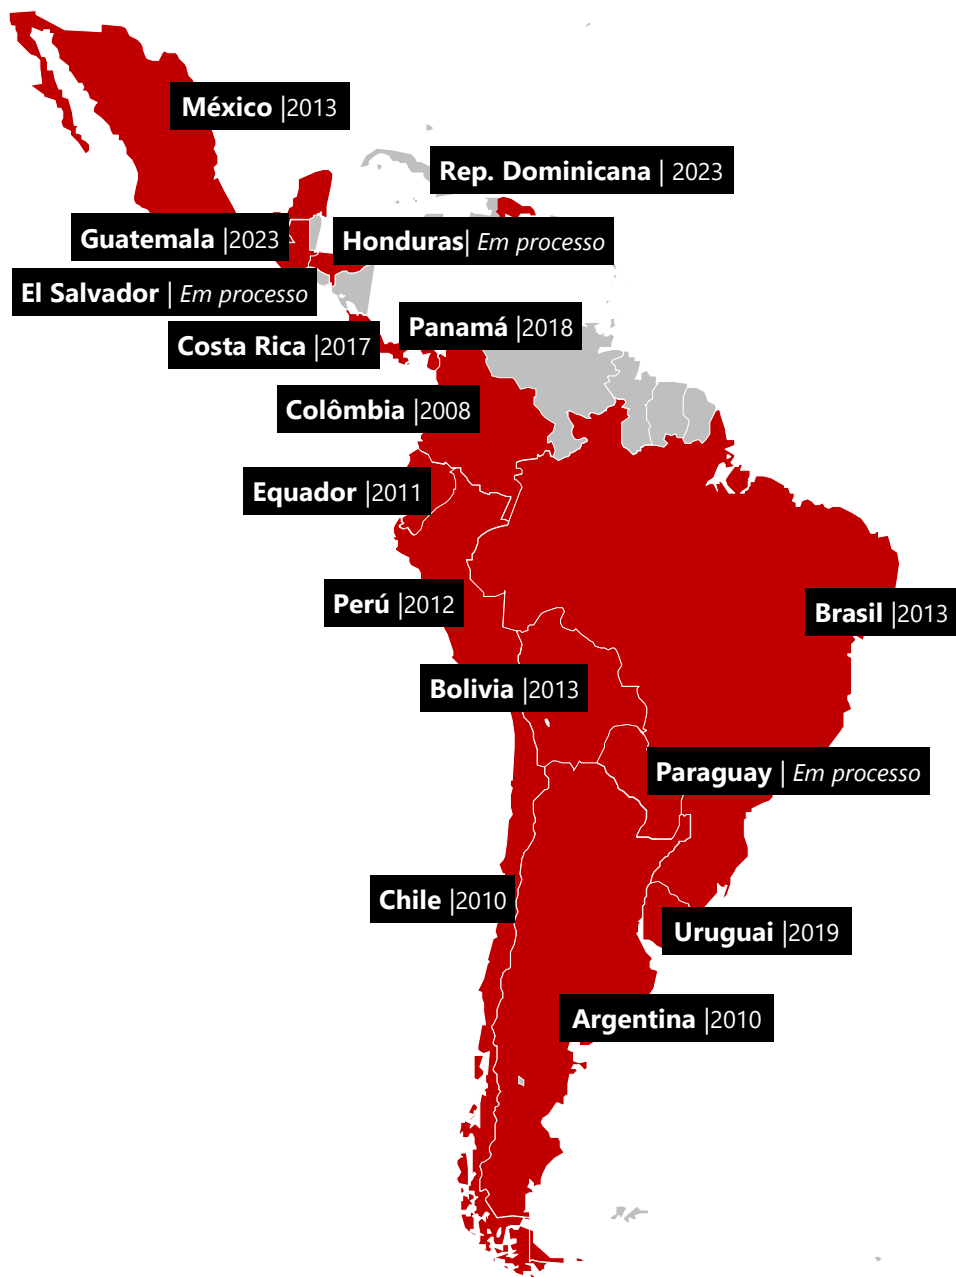 México |2013
Rep. Dominicana | 2023
Guatemala |2023
Honduras| Em processo
El Salvador | Em processo
Panamá |2018
Costa Rica |2017
Colômbia |2008
Equador |2011
Perú |2012
Brasil |2013
Bolivia |2013
Paraguay | Em processo
Chile |2010
Uruguai |2019
Argentina |2010